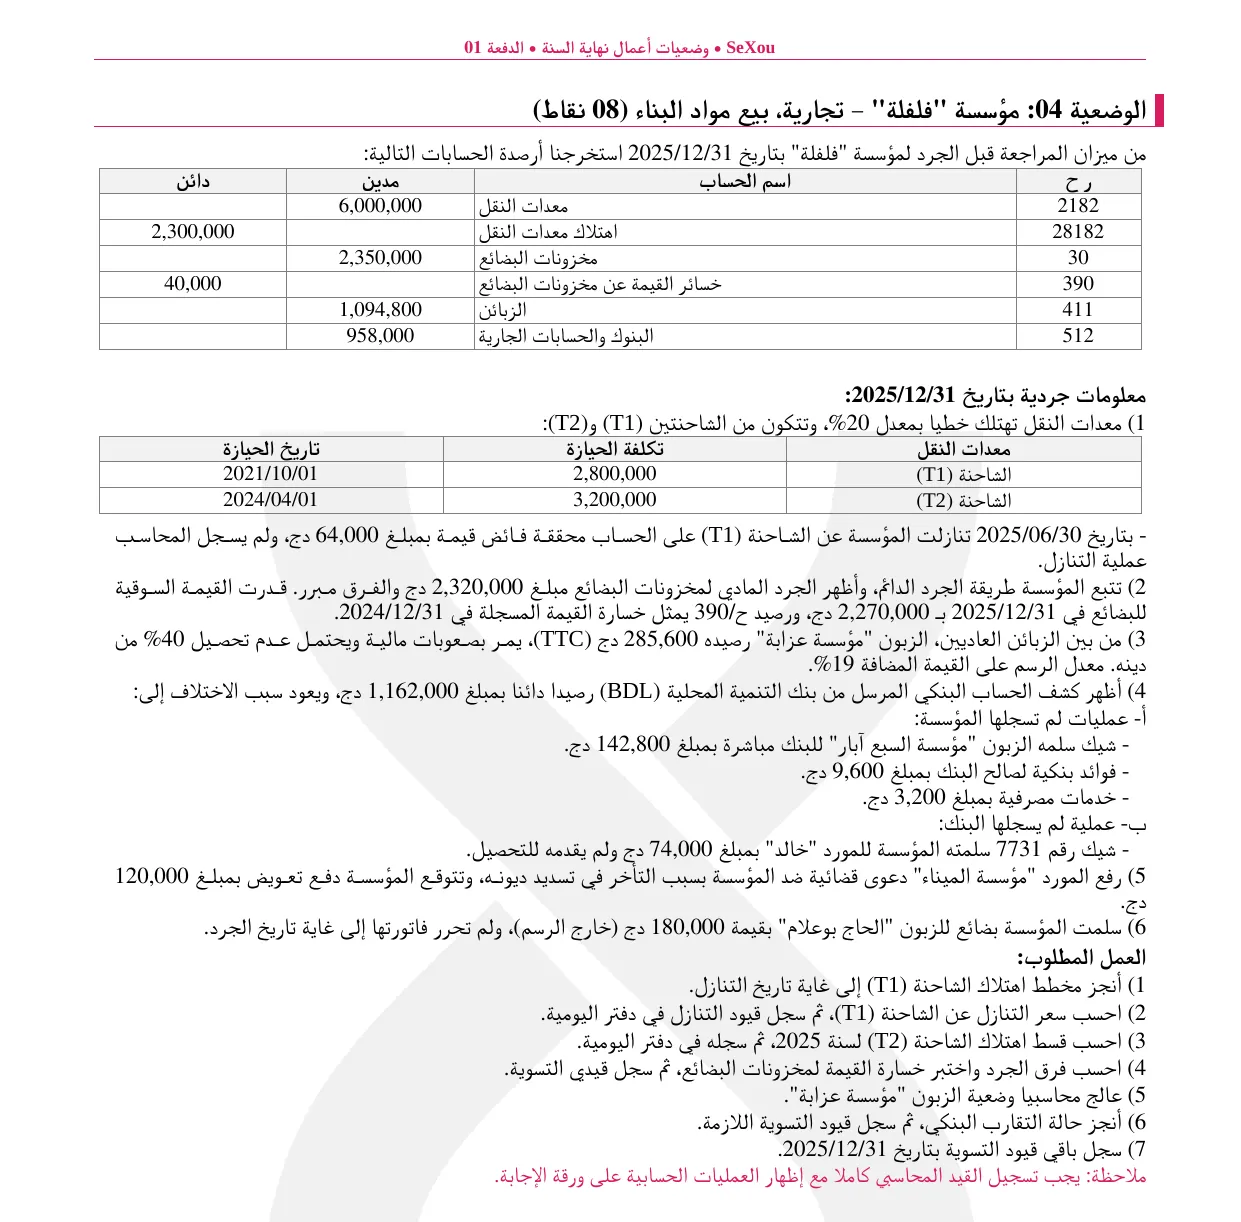 SeXou • وضعيات أعمال نهاية السنة • الدفعة 01
الوضعية 04: مؤسسة "فلفلة" – تجارية، بيع مواد البناء (08 نقاط)
من ميزان المراجعة قبل الجرد لمؤسسة "فلفلة" بتاريخ 2025/12/31 استخرجنا أرصدة الحسابات التالية:
ر ح اسم الحساب مدين دائن
2182 معدات النقل 6,000,000
28182 اهتلاك معدات النقل 2,300,000
30 مخزونات البضائع 2,350,000
390 خسائر القيمة عن مخزونات البضائع 40,000
411 الزبائن 1,094,800
512 البنوك والحسابات الجارية 958,000
معلومات جردية بتاريخ 2025/12/31:
1) معدات النقل تهتلك خطيا بمعدل 20%، وتتكون من الشاحنتين (T1) و(T2):
معدات النقل تكلفة الحيازة تاريخ الحيازة
الشاحنة (T1) 2,800,000 2021/10/01
الشاحنة (T2) 3,200,000 2024/04/01
- بتاريخ 2025/06/30 تنازلت المؤسسة عن الشاحنة (T1) على الحساب محققة فائض قيمة بمبلغ 64,000 دج، ولم يسجل المحاسب
عملية التنازل.
2) تتبع المؤسسة طريقة الجرد الدائم، وأظهر الجرد المادي لمخزونات البضائع مبلغ 2,320,000 دج والفرق مبرر. قدرت القيمة السوقية
للبضائع في 2025/12/31 بـ 2,270,000 دج، ورصيد ح/390 يمثل خسارة القيمة المسجلة في 2024/12/31.
3) من بين الزبائن العاديين، الزبون "مؤسسة عزابة" رصيده 285,600 دج (TTC)، يمر بصعوبات مالية ويحتمل عدم تحصيل 40% من
دينه. معدل الرسم على القيمة المضافة 19%.
4) أظهر كشف الحساب البنكي المرسل من بنك التنمية المحلية (BDL) رصيدا دائنا بمبلغ 1,162,000 دج، ويعود سبب الاختلاف إلى:
أ- عمليات لم تسجلها المؤسسة:
- شيك سلمه الزبون "مؤسسة السبع آبار" للبنك مباشرة بمبلغ 142,800 دج.
- فوائد بنكية لصالح البنك بمبلغ 9,600 دج.
- خدمات مصرفية بمبلغ 3,200 دج.
ب- عملية لم يسجلها البنك:
- شيك رقم 7731 سلمته المؤسسة للمورد "خالد" بمبلغ 74,000 دج ولم يقدمه للتحصيل.
5) رفع المورد "مؤسسة الميناء" دعوى قضائية ضد المؤسسة بسبب التأخر في تسديد ديونه، وتتوقع المؤسسة دفع تعويض بمبلغ 120,000
دج.
6) سلمت المؤسسة بضائع للزبون "الحاج بوعلام" بقيمة 180,000 دج (خارج الرسم)، ولم تحرر فاتورتها إلى غاية تاريخ الجرد.
العمل المطلوب:
1) أنجز مخطط اهتلاك الشاحنة (T1) إلى غاية تاريخ التنازل.
2) احسب سعر التنازل عن الشاحنة (T1)، ثم سجل قيود التنازل في دفتر اليومية.
3) احسب قسط اهتلاك الشاحنة (T2) لسنة 2025، ثم سجله في دفتر اليومية.
4) احسب فرق الجرد واختبر خسارة القيمة لمخزونات البضائع، ثم سجل قيدي التسوية.
5) عالج محاسبيا وضعية الزبون "مؤسسة عزابة".
6) أنجز حالة التقارب البنكي، ثم سجل قيود التسوية اللازمة.
7) سجل باقي قيود التسوية بتاريخ 2025/12/31.
ملاحظة: يجب تسجيل القيد المحاسبي كاملا مع إظهار العمليات الحسابية على ورقة الإجابة.